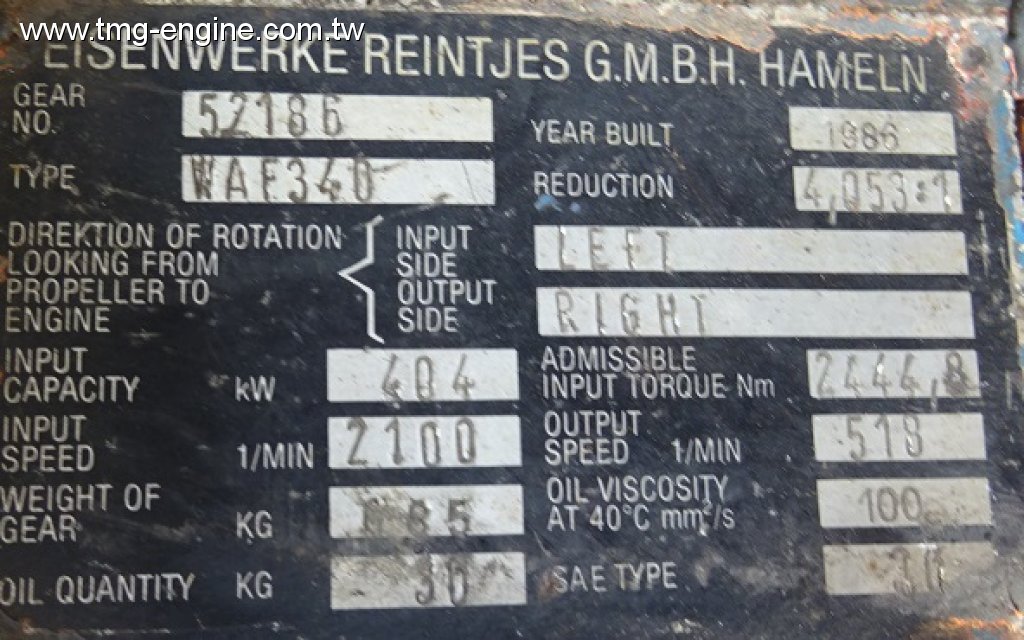 www.tmg-engine.com.tw
EISENWERKE REINTJES G.M.B.H. HAMELN
GEAR NO. 52186
YEAR BUILT 1986
TYPE WAF340
REDUCTION 4,053:1
DIREKTION OF ROTATION
LOOKING FROM
PROPELLER TO
ENGINE
INPUT SIDE LEFT
OUTPUT SIDE RIGHT
INPUT CAPACITY kW 404
ADMISSIBLE INPUT TORQUE Nm 2444,8
INPUT SPEED 1/MIN 2100
OUTPUT SPEED 1/MIN 518
WEIGHT OF GEAR KG
OIL VISCOSITY AT 40°C mm²/s 100
OIL QUANTITY KG 30
SAE TYPE 30